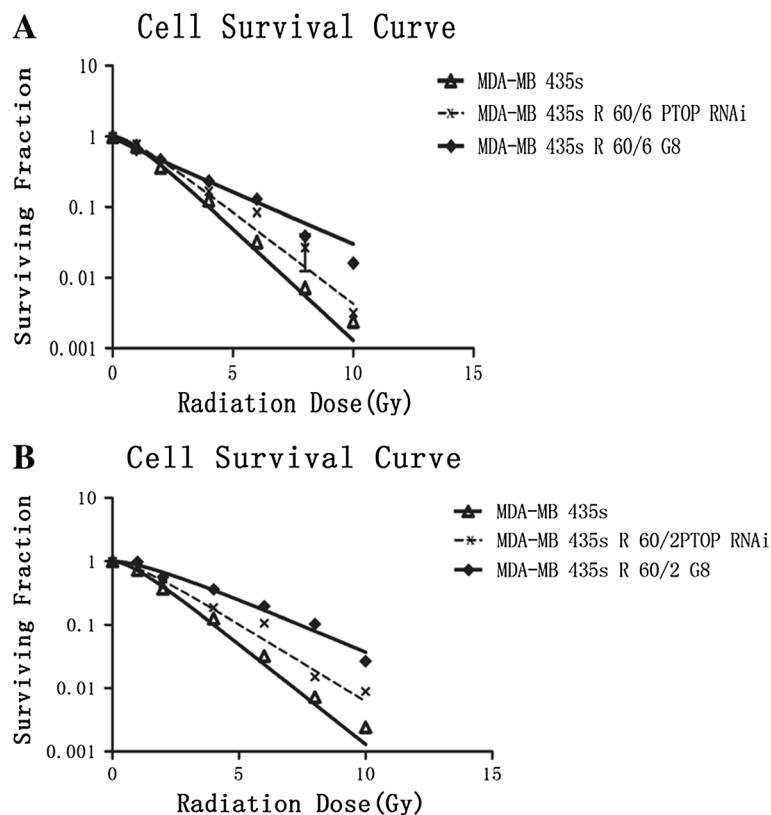 A
Cell Survival Curve
10
1
0.1
0.01
0.001
Surviving Fraction
0
5
10
15
Radiation Dose(Gy)
MDA-MB 435s
MDA-MB 435s R 60/6 PTOP RNAi
MDA-MB 435s R 60/6 G8
B
Cell Survival Curve
10
1
0.1
0.01
0.001
Surviving Fraction
0
5
10
15
Radiation Dose(Gy)
MDA-MB 435s
MDA-MB 435s R 60/2PTOP RNAi
MDA-MB 435s R 60/2 G8